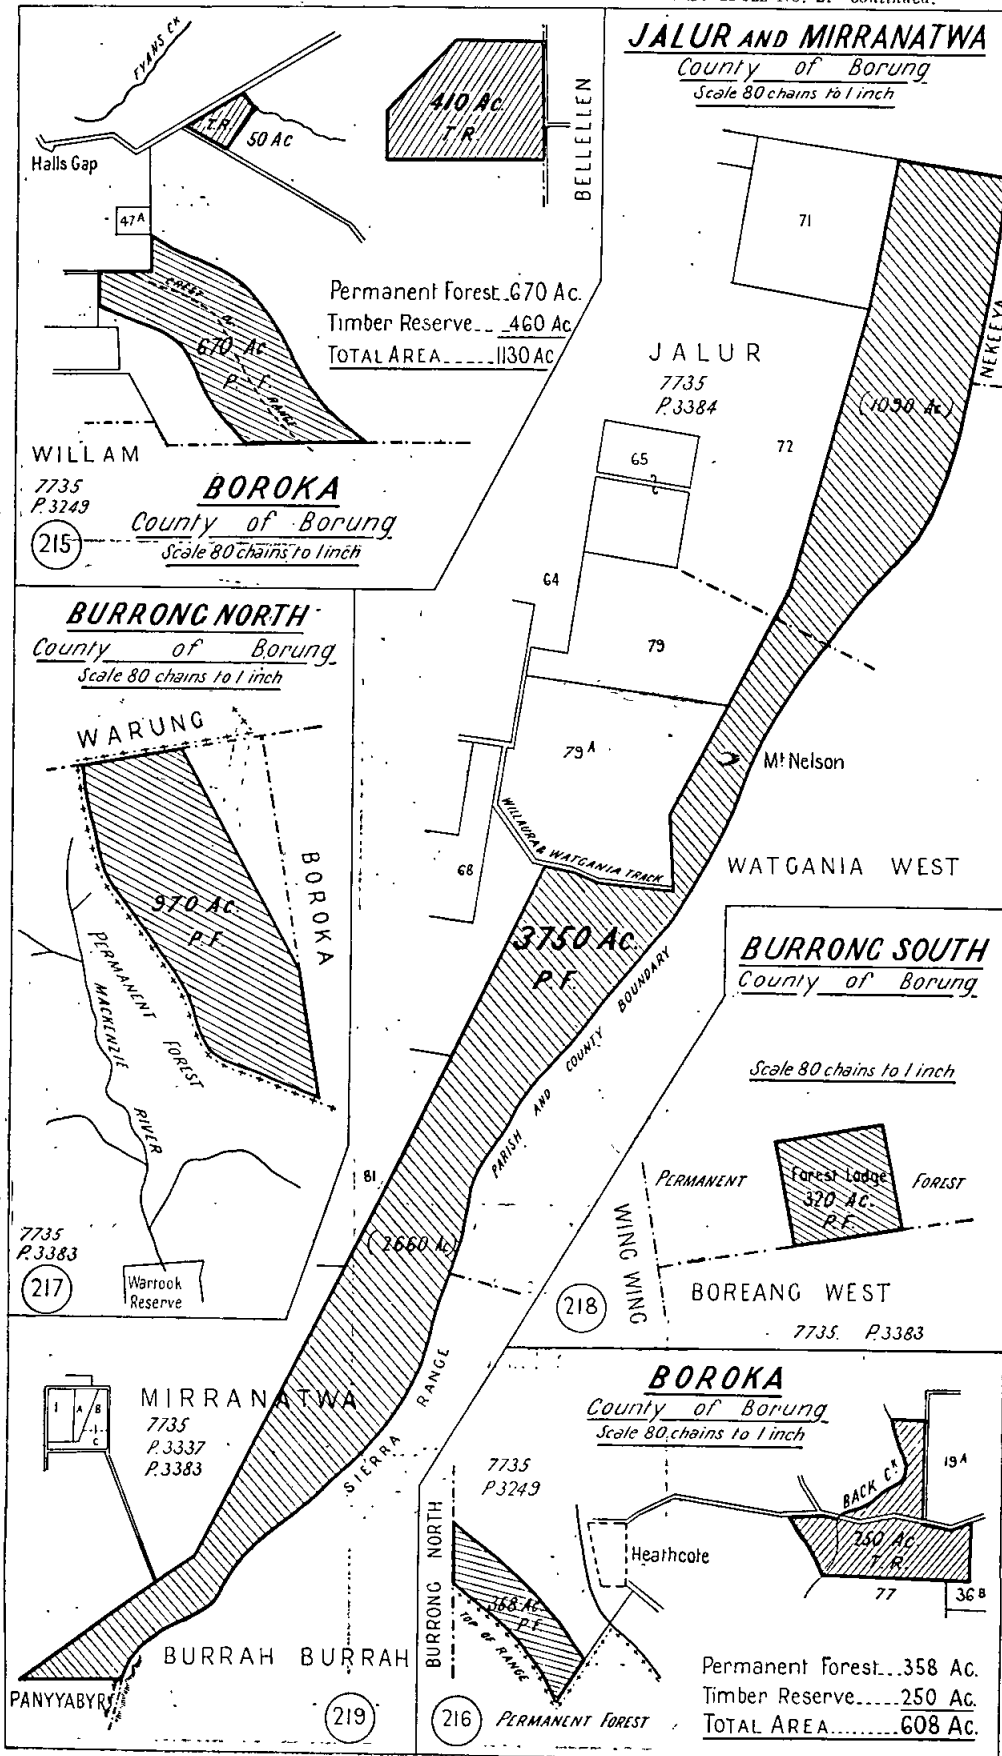 JALUR AND MIRRANATWA
County of Borung
Scale 80 chains to 1 inch
FYANS CK
Halls Gap
T.R.
50 AC
410 Ac.
T.R.
BELLELLEN
47A
CREST
RANGE
670 Ac
P. F.
Permanent Forest 670 Ac.
Timber Reserve 460 Ac
TOTAL AREA 1130 Ac
WILLAM
7735
P.3249
215
BOROKA
County of Borung
Scale 80 chains to 1 inch
71
NEKEEYA
JALUR
7735
P.3384
(1090 Ac)
72
65
64
79
79A
Mt Nelson
WILLAURA & WATGANIA TRACK
68
WATGANIA WEST
3750 Ac.
P.F.
PARISH AND COUNTY BOUNDARY
81
(2660 Ac)
SIERRA RANGE
BURRONG NORTH
County of Borung
Scale 80 chains to 1 inch
WARUNG
BOROKA
970 Ac.
P.F.
PERMANENT FOREST
MACKENZIE RIVER
7735
P.3383
217
Wartook
Reserve
BURRONG SOUTH
County of Borung
Scale 80 chains to 1 inch
PERMANENT
Forest Lodge
320 Ac.
P.F.
FOREST
WING WING
BOREANG WEST
218
7735. P.3383
MIRRANATWA
7735
P.3337
P.3383
1
A
B
C
BURRAH BURRAH
219
BOROKA
County of Borung
Scale 80 chains to 1 inch
7735
P.3249
BURRONG NORTH
P.F.
TOP OF RANGE
Heathcote
BACK CK
19A
250 Ac
T.R.
77
36B
216
PERMANENT FOREST
Permanent Forest...358 Ac.
Timber Reserve.....250 Ac.
TOTAL AREA.........608 Ac.